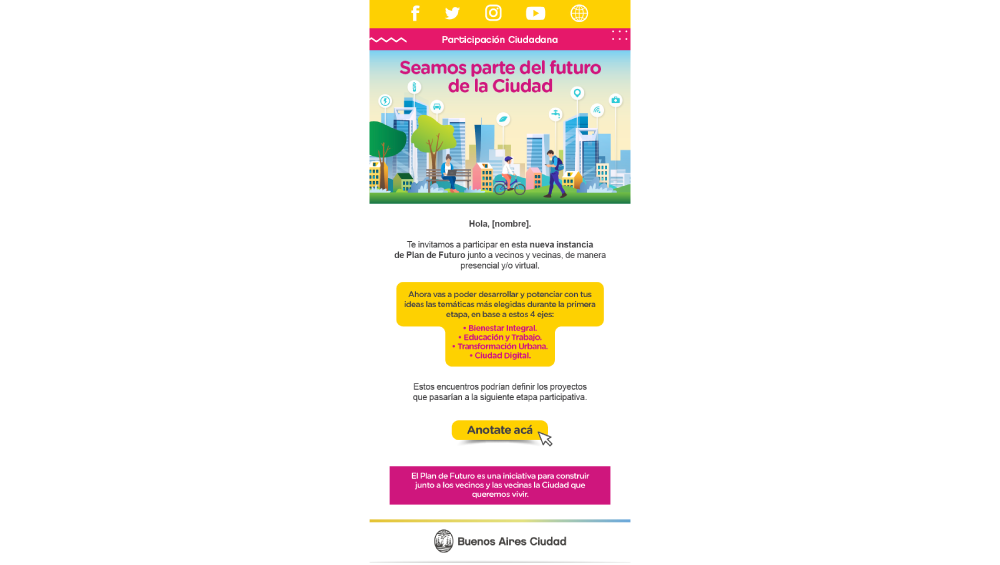 Participación Ciudadana
Seamos parte del futuro
de la Ciudad
Hola, [nombre].
Te invitamos a participar en esta nueva instancia
de Plan de Futuro junto a vecinos y vecinas, de manera
presencial y/o virtual.
Ahora vas a poder desarrollar y potenciar con tus
ideas las temáticas más elegidas durante la primera
etapa, en base a estos 4 ejes:
• Bienestar Integral.
• Educación y Trabajo.
• Transformación Urbana.
• Ciudad Digital.
Estos encuentros podrían definir los proyectos
que pasarían a la siguiente etapa participativa.
Anotate acá
El Plan de Futuro es una iniciativa para construir
junto a los vecinos y las vecinas la Ciudad que
queremos vivir.
Buenos Aires Ciudad